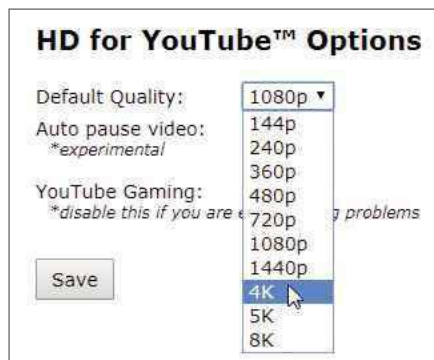 HD for YouTube™ Options
Default Quality: 1080p ▼
Auto pause video:
*experimental
YouTube Gaming:
*disable this if you are e g problems
144p
240p
360p
480p
720p
1080p
1440p
4K
5K
8K
Save